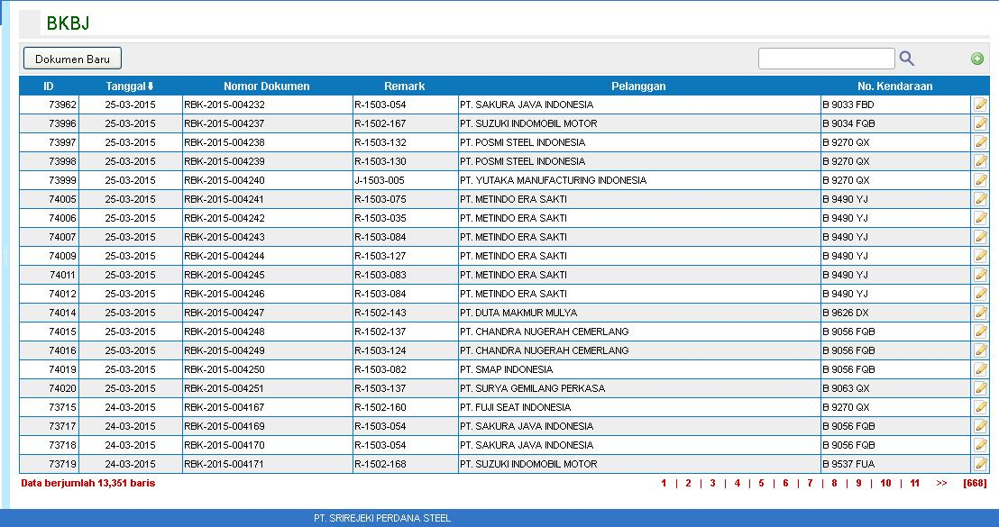 BKBJ
Dokumen Baru
ID Tanggal Nomor Dokumen Remark Pelanggan No. Kendaraan
73962 25-03-2015 RBK-2015-004232 R-1503-054 PT. SAKURA JAVA INDONESIA B 9033 FBD
73996 25-03-2015 RBK-2015-004237 R-1502-167 PT. SUZUKI INDOMOBIL MOTOR B 9034 FQB
73997 25-03-2015 RBK-2015-004238 R-1503-132 PT. POSMI STEEL INDONESIA B 9270 QX
73998 25-03-2015 RBK-2015-004239 R-1503-130 PT. POSMI STEEL INDONESIA B 9270 QX
73999 25-03-2015 RBK-2015-004240 J-1503-005 PT. YUTAKA MANUFACTURING INDONESIA B 9270 QX
74005 25-03-2015 RBK-2015-004241 R-1503-075 PT. METINDO ERA SAKTI B 9490 YJ
74006 25-03-2015 RBK-2015-004242 R-1503-035 PT. METINDO ERA SAKTI B 9490 YJ
74007 25-03-2015 RBK-2015-004243 R-1503-084 PT. METINDO ERA SAKTI B 9490 YJ
74009 25-03-2015 RBK-2015-004244 R-1503-127 PT. METINDO ERA SAKTI B 9490 YJ
74011 25-03-2015 RBK-2015-004245 R-1503-083 PT. METINDO ERA SAKTI B 9490 YJ
74012 25-03-2015 RBK-2015-004246 R-1503-084 PT. METINDO ERA SAKTI B 9490 YJ
74014 25-03-2015 RBK-2015-004247 R-1502-143 PT. DUTA MAKMUR MULYA B 9626 DX
74015 25-03-2015 RBK-2015-004248 R-1502-137 PT. CHANDRA NUGERAH CEMERLANG B 9056 FQB
74016 25-03-2015 RBK-2015-004249 R-1503-124 PT. CHANDRA NUGERAH CEMERLANG B 9056 FQB
74019 25-03-2015 RBK-2015-004250 R-1503-082 PT. SMAP INDONESIA B 9056 FQB
74020 25-03-2015 RBK-2015-004251 R-1503-137 PT. SURYA GEMILANG PERKASA B 9063 QX
73715 24-03-2015 RBK-2015-004167 R-1502-160 PT. FUJI SEAT INDONESIA B 9270 QX
73717 24-03-2015 RBK-2015-004169 R-1503-054 PT. SAKURA JAVA INDONESIA B 9056 FQB
73718 24-03-2015 RBK-2015-004170 R-1503-054 PT. SAKURA JAVA INDONESIA B 9056 FQB
73719 24-03-2015 RBK-2015-004171 R-1502-168 PT. SUZUKI INDOMOBIL MOTOR B 9537 FUA
Data berjumlah 13,351 baris 1 | 2 | 3 | 4 | 5 | 6 | 7 | 8 | 9 | 10 | 11 >> [668]
PT. SRIREJEKI PERDANA STEEL